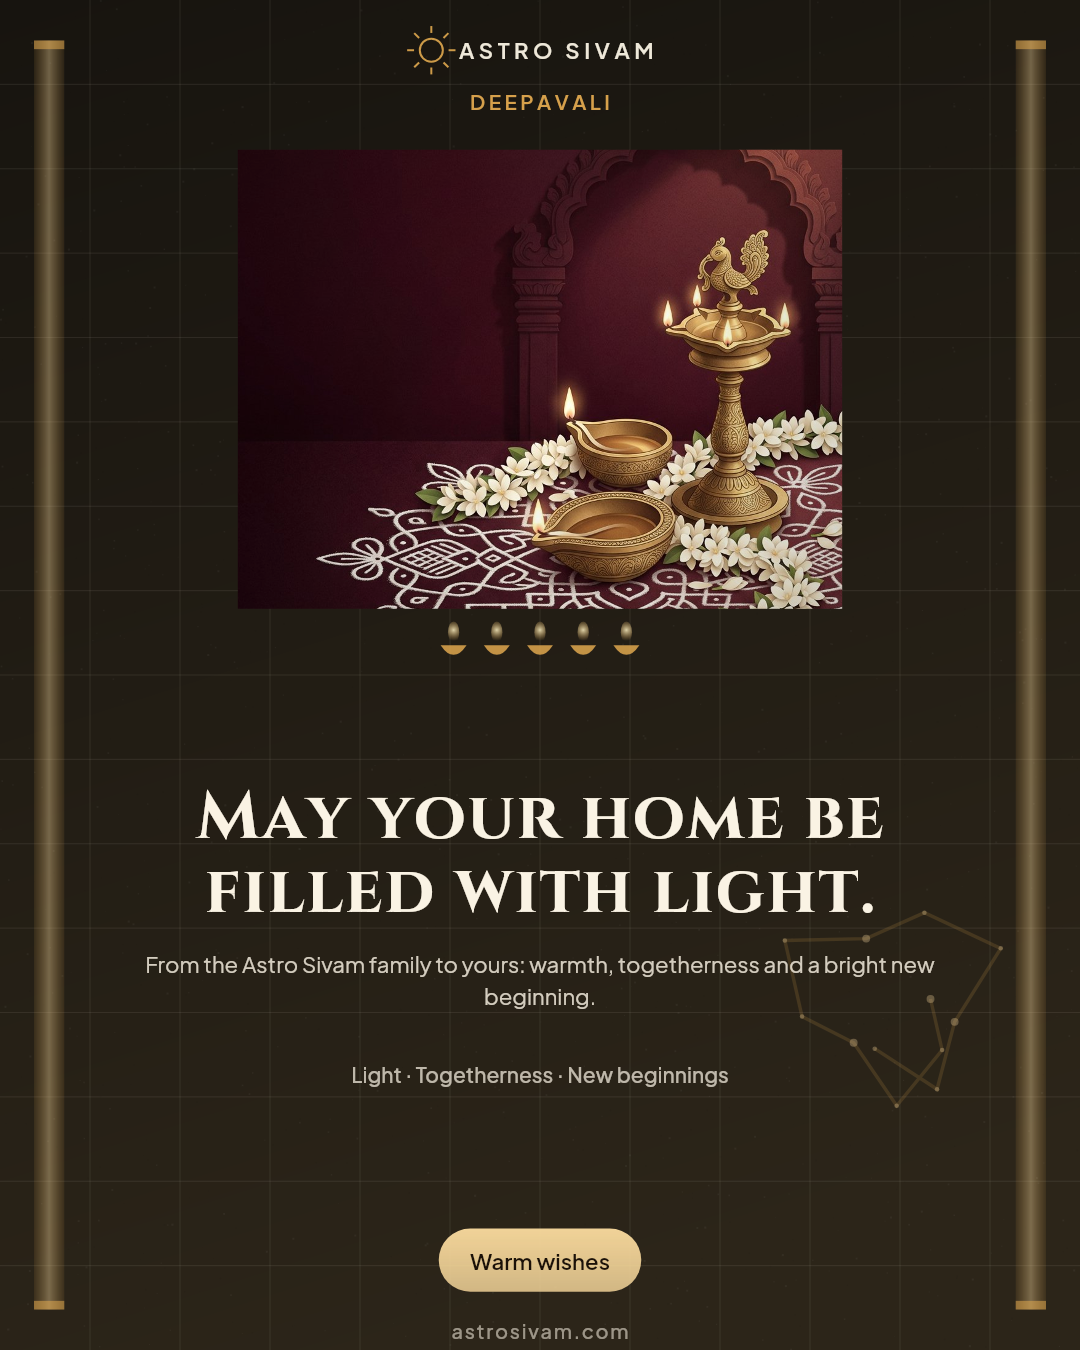 ASTRO SIVAM
DEEPAVALI
MAY YOUR HOME BE
FILLED WITH LIGHT.
From the Astro Sivam family to yours: warmth, togetherness and a bright new
beginning.
Light · Togetherness · New beginnings
Warm wishes
astrosivam.com